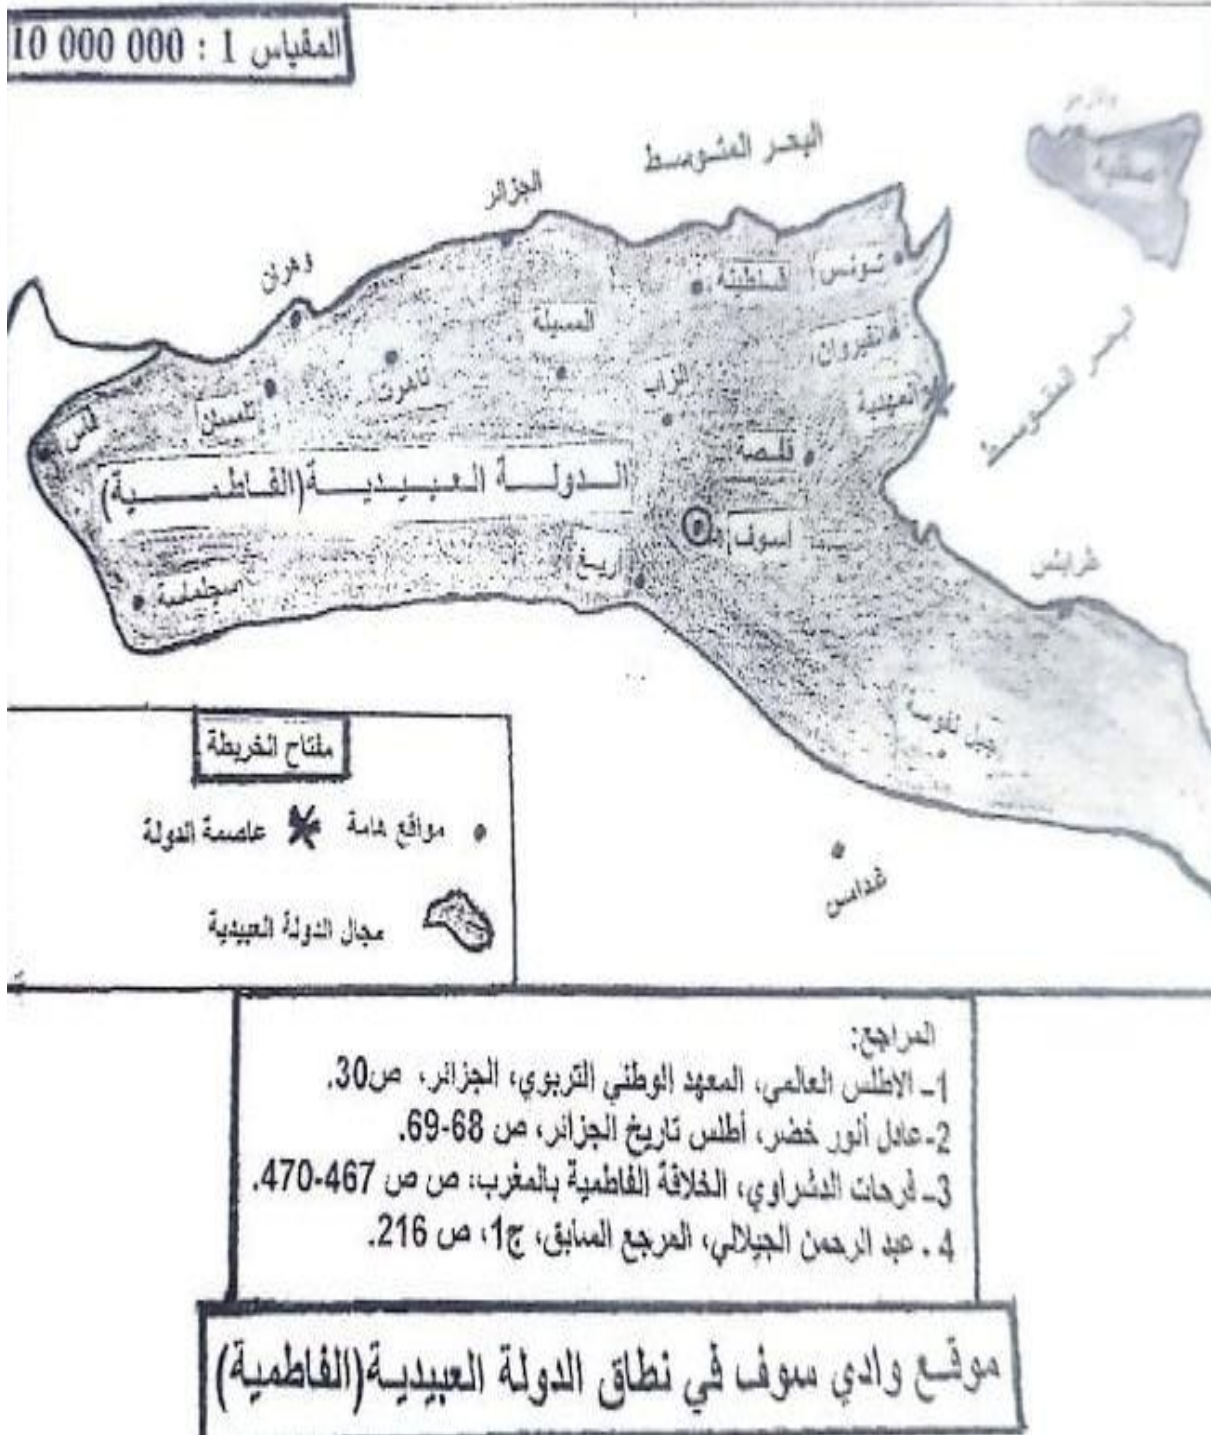 المقياس 1 : 000 000 10
البحر المتوسط
الجزائر
صقلية
وهران
تونس
قسنطينة
المسيلة
القيروان
تاهرت
الزاب
المهدية
تلمسان
فاس
بحر المتوسط
قفصة
الدولة العبيدية (الفاطمية)
أسوف
ريغ
طرابلس
سجلماسة
جبل نفوسة
مفتاح الخريطة
مواقع هامة
عاصمة الدولة
غدامس
مجال الدولة العبيدية
المراجع:
1- الاطلس العالمي، المعهد الوطني التربوي، الجزائر، ص30.
2- عادل أنور خضر، أطلس تاريخ الجزائر، ص 68-69.
3- فرحات الدشراوي، الخلافة الفاطمية بالمغرب، ص ص 467-470.
4 - عبد الرحمن الجيلالي، المرجع السابق، ج1، ص 216.
موقع وادي سوف في نطاق الدولة العبيدية(الفاطمية)